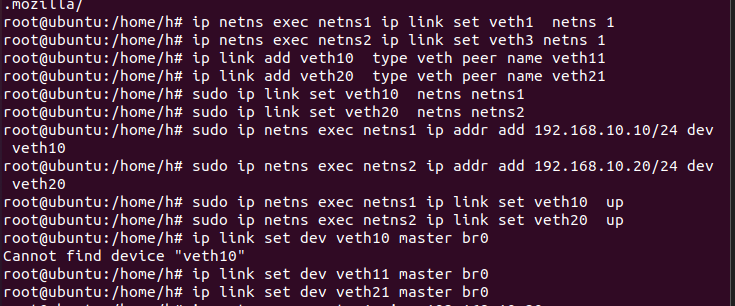 .mozilla/
root@ubuntu:/home/h# ip netns exec netns1 ip link set veth1  netns 1
root@ubuntu:/home/h# ip netns exec netns2 ip link set veth3 netns 1
root@ubuntu:/home/h# ip link add veth10  type veth peer name veth11
root@ubuntu:/home/h# ip link add veth20  type veth peer name veth21
root@ubuntu:/home/h# sudo ip link set veth10  netns netns1
root@ubuntu:/home/h# sudo ip link set veth20  netns netns2
root@ubuntu:/home/h# sudo ip netns exec netns1 ip addr add 192.168.10.10/24 dev
veth10
root@ubuntu:/home/h# sudo ip netns exec netns2 ip addr add 192.168.10.20/24 dev
veth20
root@ubuntu:/home/h# sudo ip netns exec netns1 ip link set veth10  up
root@ubuntu:/home/h# sudo ip netns exec netns2 ip link set veth20  up
root@ubuntu:/home/h# ip link set dev veth10 master br0
Cannot find device "veth10"
root@ubuntu:/home/h# ip link set dev veth11 master br0
root@ubuntu:/home/h# ip link set dev veth21 master br0